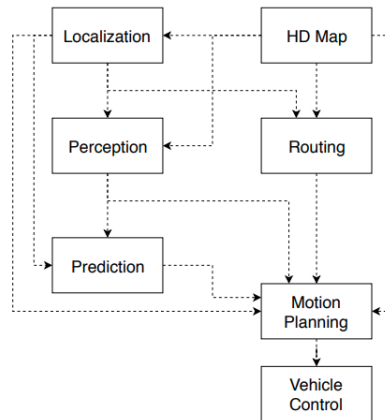 Localization
HD Map
Perception
Routing
Prediction
Motion
Planning
Vehicle
Control